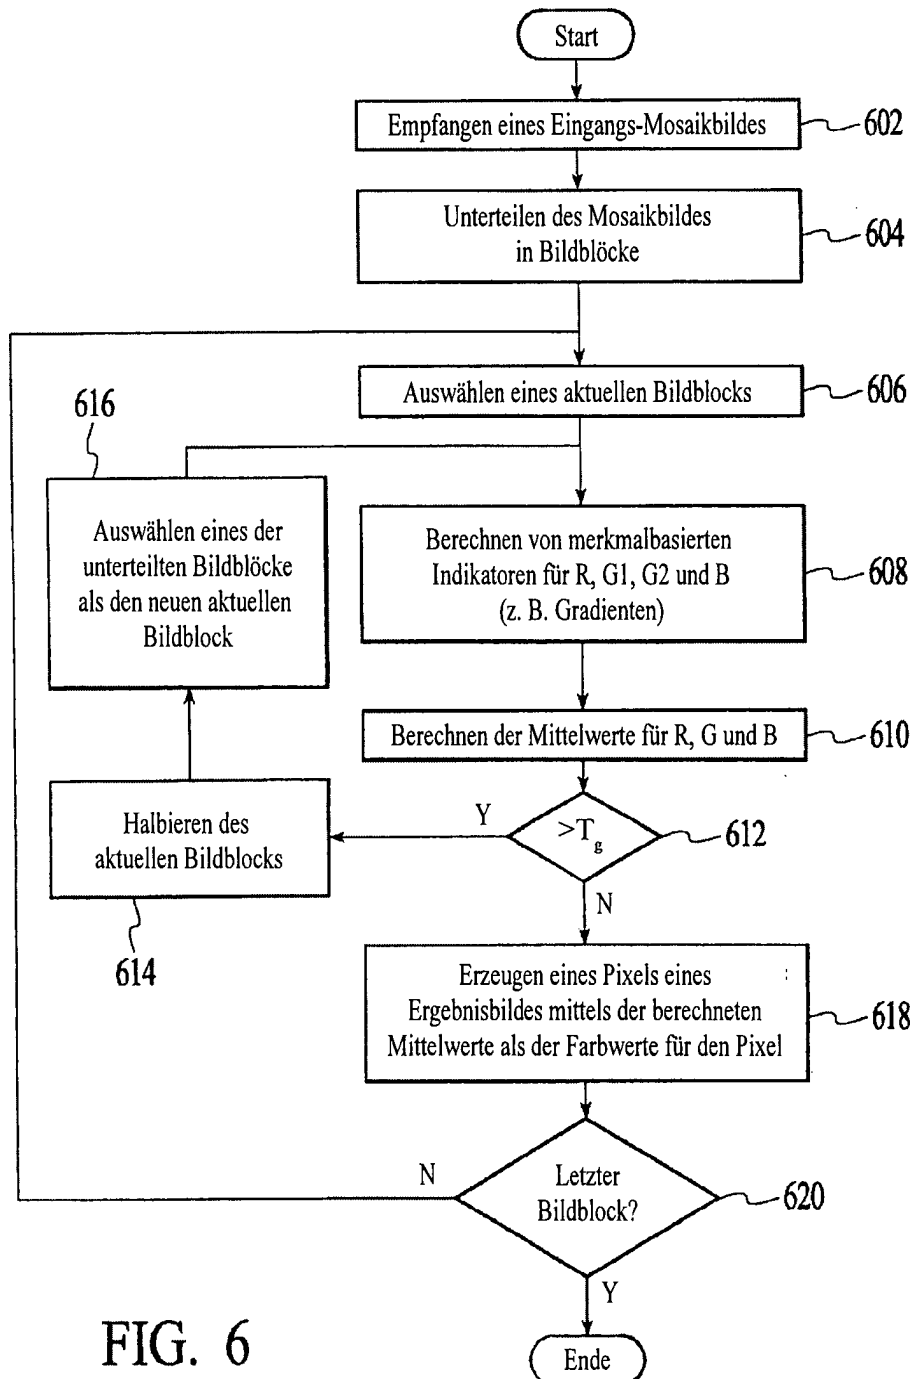 Start
Empfangen eines Eingangs-Mosaikbildes
602
Unterteilen des Mosaikbildes
in Bildblöcke
604
Auswählen eines aktuellen Bildblocks
606
616
Auswählen eines der
unterteilten Bildblöcke
als den neuen aktuellen
Bildblock
Berechnen von merkmalbasierten
Indikatoren für R, G1, G2 und B
(z. B. Gradienten)
608
Berechnen der Mittelwerte für R, G und B
610
Halbieren des
aktuellen Bildblocks
614
Y
>Tg
612
N
Erzeugen eines Pixels eines
Ergebnisbildes mittels der berechneten
Mittelwerte als der Farbwerte für den Pixel
618
N
Letzter
Bildblock?
620
Y
Ende
FIG. 6